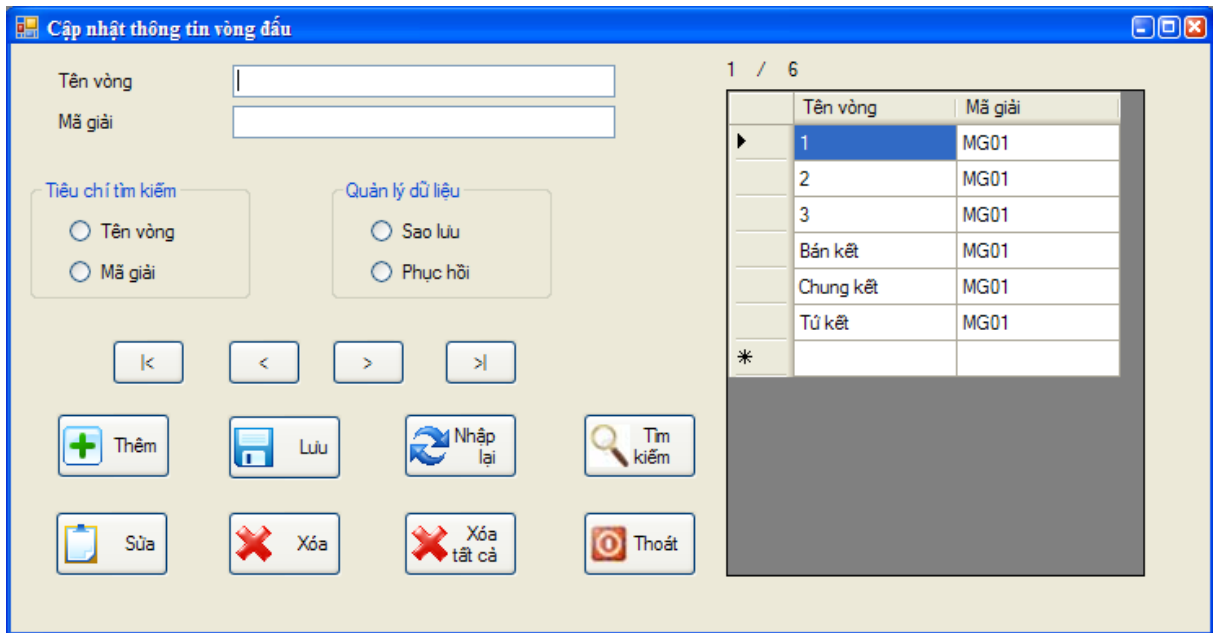 Cập nhật thông tin vòng đấu
Tên vòng
Mã giải
Tiêu chí tìm kiếm
Tên vòng
Mã giải
Quản lý dữ liệu
Sao lưu
Phục hồi
|<
<
>
>|
Thêm
Lưu
Nhập
lại
Tìm
kiếm
Sửa
Xóa
Xóa
tất cả
Thoát
1 / 6
Tên vòng Mã giải
1 MG01
2 MG01
3 MG01
Bán kết MG01
Chung kết MG01
Tứ kết MG01